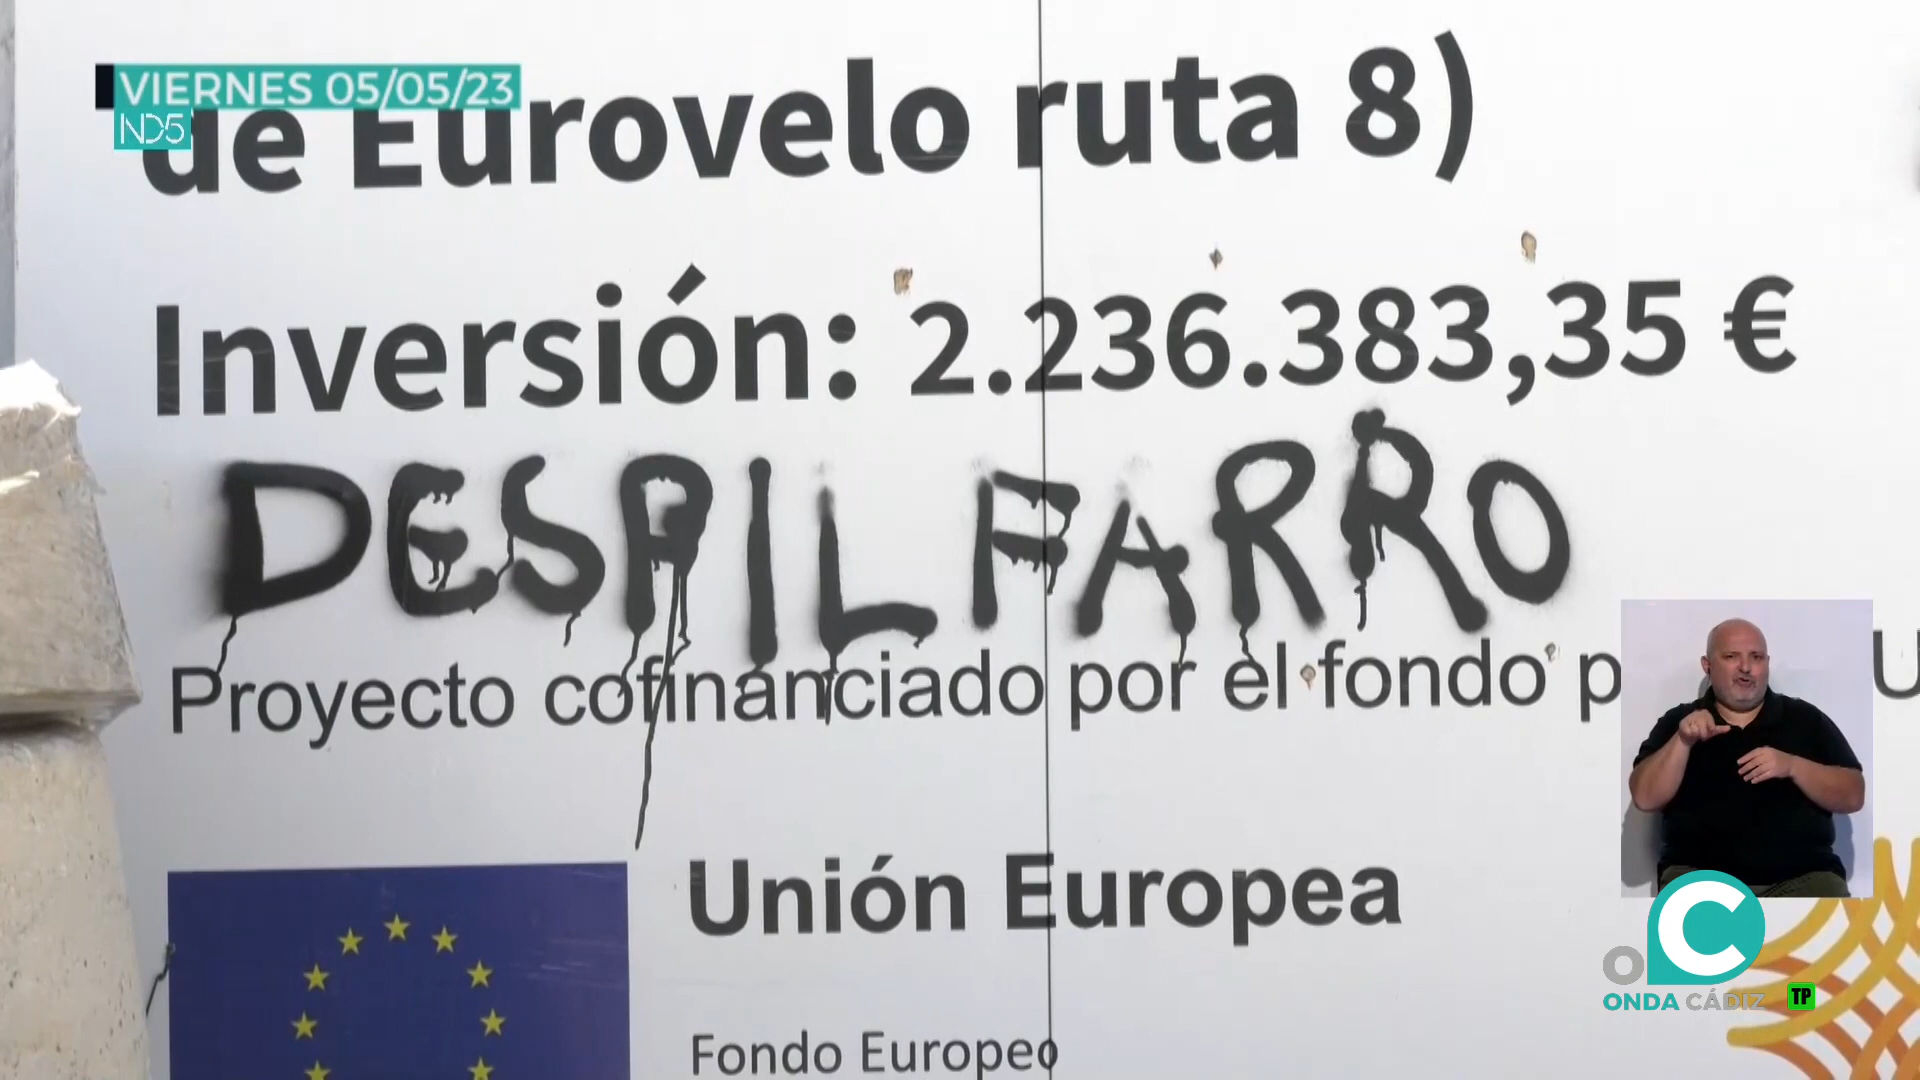 VIERNES 05/05/23
ND5
de Eurovelo ruta 8)
Inversión: 2.236.383,35 €
DESPILFARRO
Proyecto cofinanciado por el fondo
Unión Europea
Fondo Europeo
ONDA CÁDIZ
TP